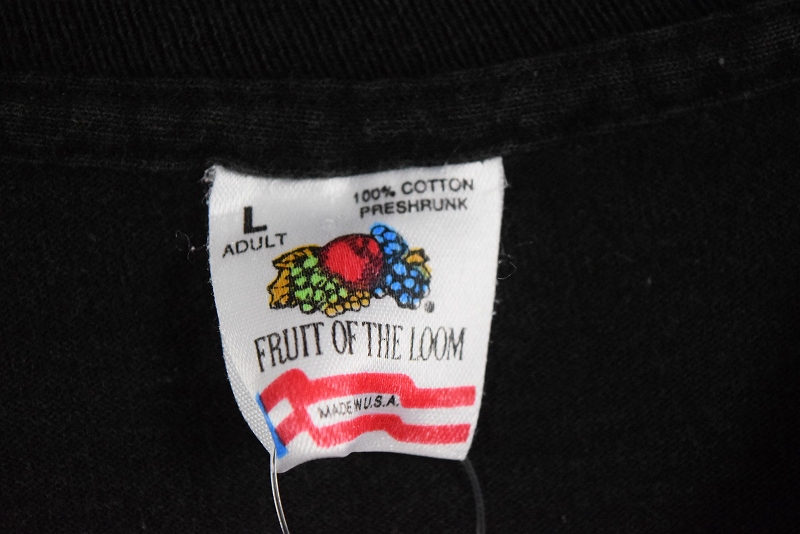 L
ADULT
100% COTTON
PRESHRUNK
®
FRUIT OF THE LOOM
MADE IN U.S.A.